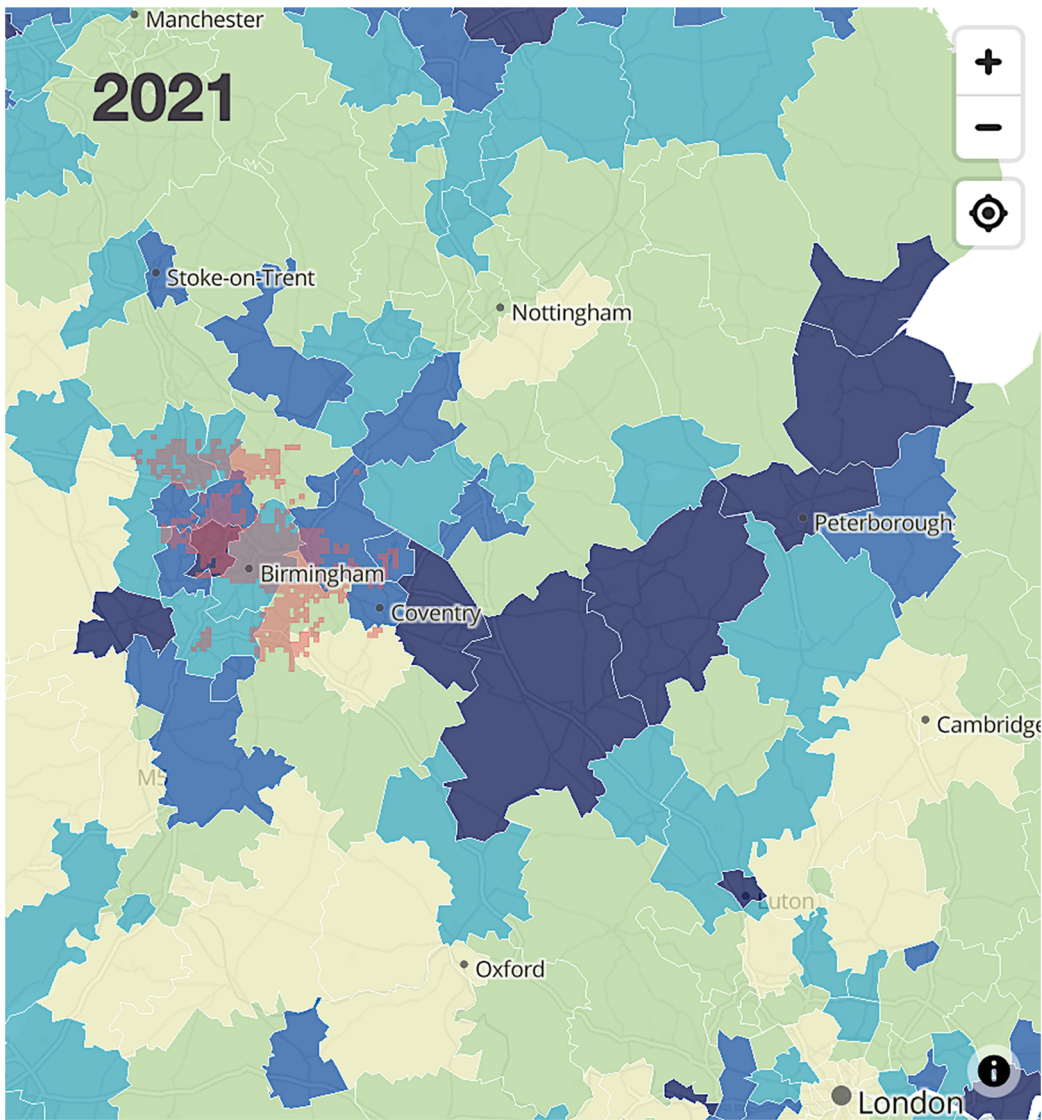 Manchester
2021
+
−
Stoke-on-Trent
Nottingham
Peterborough
Birmingham
Coventry
Cambridge
M5
Luton
Oxford
i
London